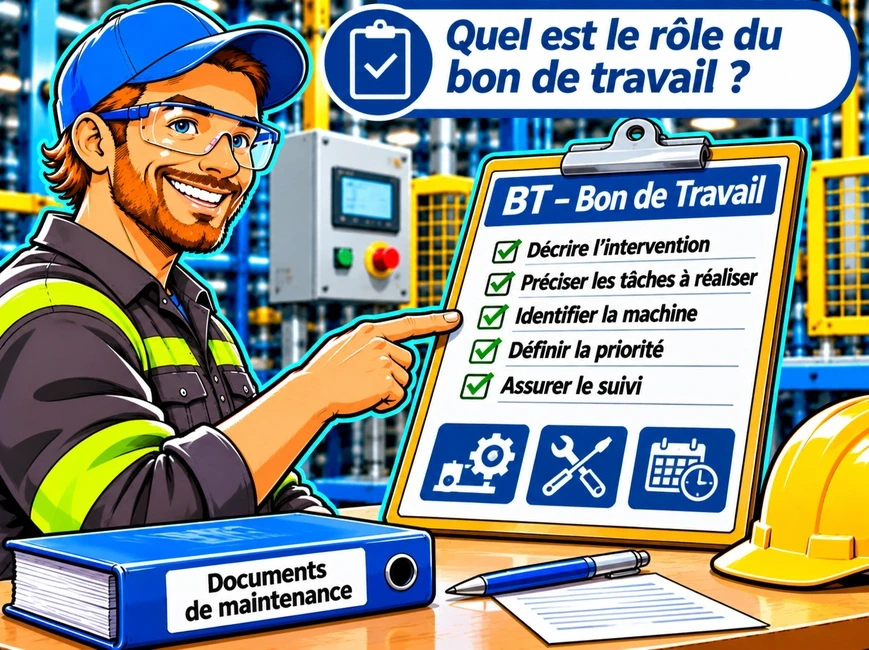 Quel est le rôle du
bon de travail ?
BT – Bon de Travail
Décrire l'intervention
Préciser les tâches à réaliser
Identifier la machine
Définir la priorité
Assurer le suivi
Documents
de maintenance